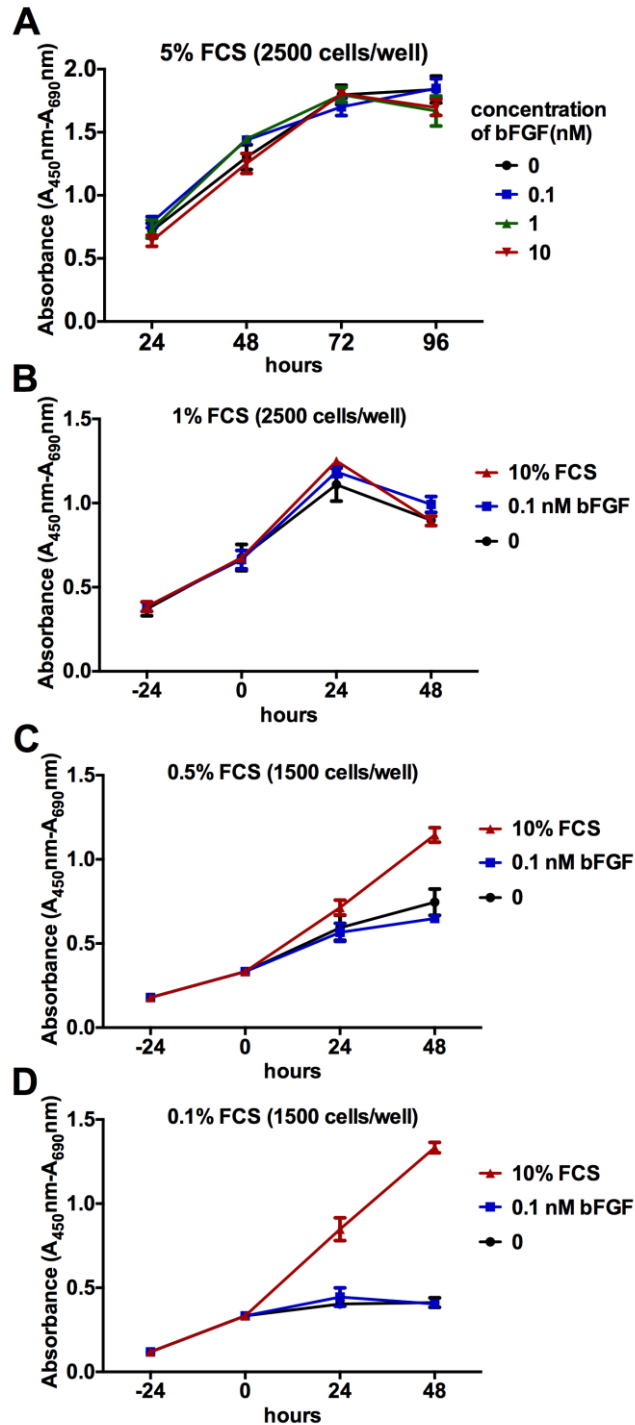 A
5% FCS (2500 cells/well)
Absorbance (A450nm-A690nm)
2.0
1.5
1.0
0.5
0.0
24 48 72 96
hours
concentration
of bFGF(nM)
0
0.1
1
10
B
1% FCS (2500 cells/well)
Absorbance (A450nm-A690nm)
1.5
1.0
0.5
0.0
-24 0 24 48
hours
10% FCS
0.1 nM bFGF
0
C
0.5% FCS (1500 cells/well)
Absorbance (A450nm-A690nm)
1.5
1.0
0.5
0.0
-24 0 24 48
hours
10% FCS
0.1 nM bFGF
0
D
0.1% FCS (1500 cells/well)
Absorbance (A450nm-A690nm)
1.5
1.0
0.5
0.0
-24 0 24 48
hours
10% FCS
0.1 nM bFGF
0